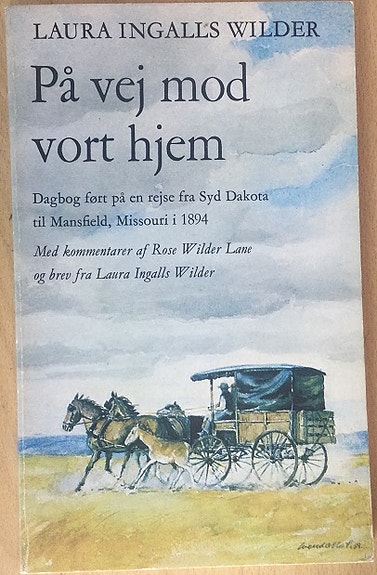 LAURA INGALLS WILDER
På vej mod
vort hjem
Dagbog ført på en rejse fra Syd Dakota
til Mansfield, Missouri i 1894
Med kommentarer af Rose Wilder Lane
og brev fra Laura Ingalls Wilder